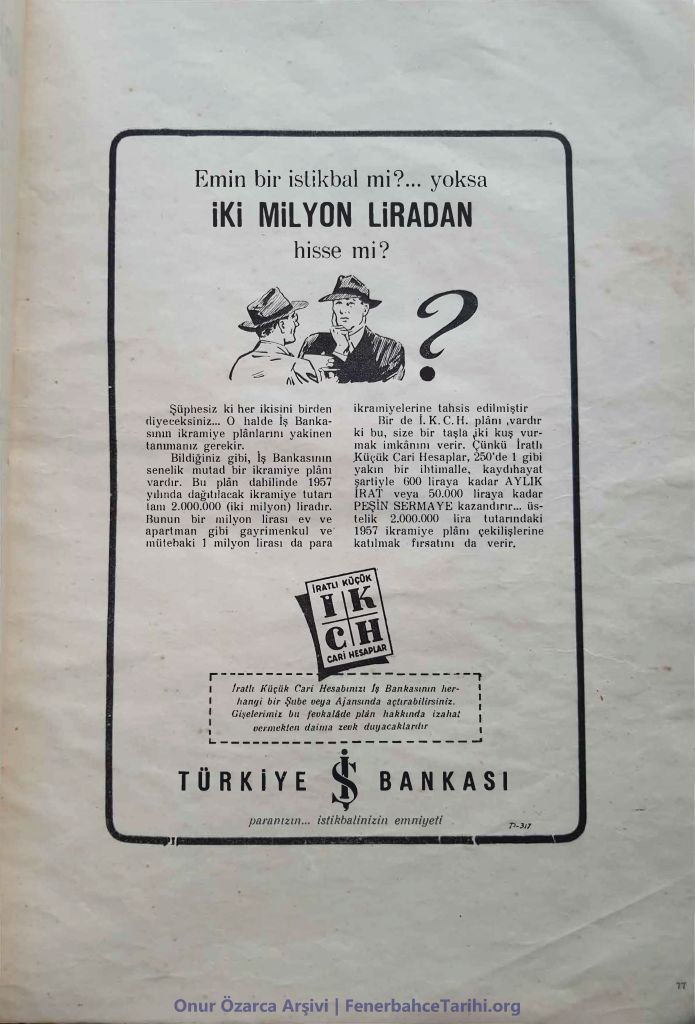 Emin bir istikbal mi?... yoksa
İKİ MİLYON LİRADAN
hisse mi?
?
Şüphesiz ki her ikisini birden
diyeceksiniz... O halde İş Banka-
sının ikramiye plânlarını yakinen
tanımanız gerekir.
Bildiğiniz gibi, İş Bankasının
senelik mutad bir ikramiye plânı
vardır. Bu plân dahilinde 1957
yılında dağıtılacak ikramiye tutarı
tam 2.000.000 (iki milyon) liradır.
Bunun bir milyon lirası ev ve
apartman gibi gayrimenkul ve
mütebaki 1 milyon lirası da para
ikramiyelerine tahsis edilmiştir
Bir de İ. K. C. H. plânı ,vardır
ki bu, size bir taşla iki kuş vur-
mak imkânını verir. Çünkü İratlı
Küçük Cari Hesaplar, 250'de 1 gibi
yakın bir ihtimalle, kaydıhayat
şartiyle 600 liraya kadar AYLIK
İRAT veya 50.000 liraya kadar
PEŞİN SERMAYE kazandırır... üs-
telik 2.000.000 lira tutarındaki
1957 ikramiye plânı çekilişlerine
katılmak fırsatını da verir.
İRATLI KÜÇÜK
İ K
C H
CARİ HESAPLAR
İratlı Küçük Cari Hesabınızı İş Bankasının her-
hangi bir Şube veya Ajansında açtırabilirsiniz.
Gişelerimiz bu fevkalâde plân hakkında izahat
vermekten daima zevk duyacaklardır
TÜRKİYE İŞ BANKASI
paranızın... istikbalinizin emniyeti
77
Onur Özarca Arşivi | FenerbahceTarihi.org